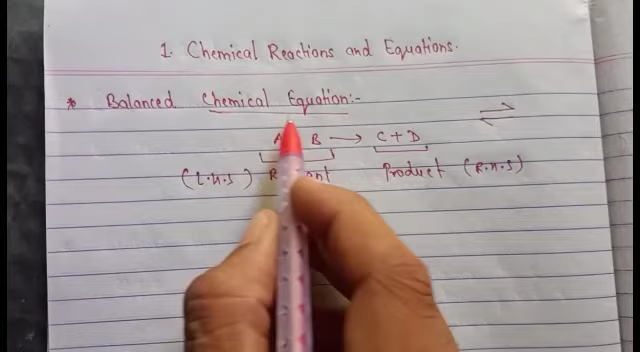 1. Chemical Reactions and Equations.
* Balanced Chemical Equation:-
A B → C + D ⇌
(L.H.S) Product (R.H.S)